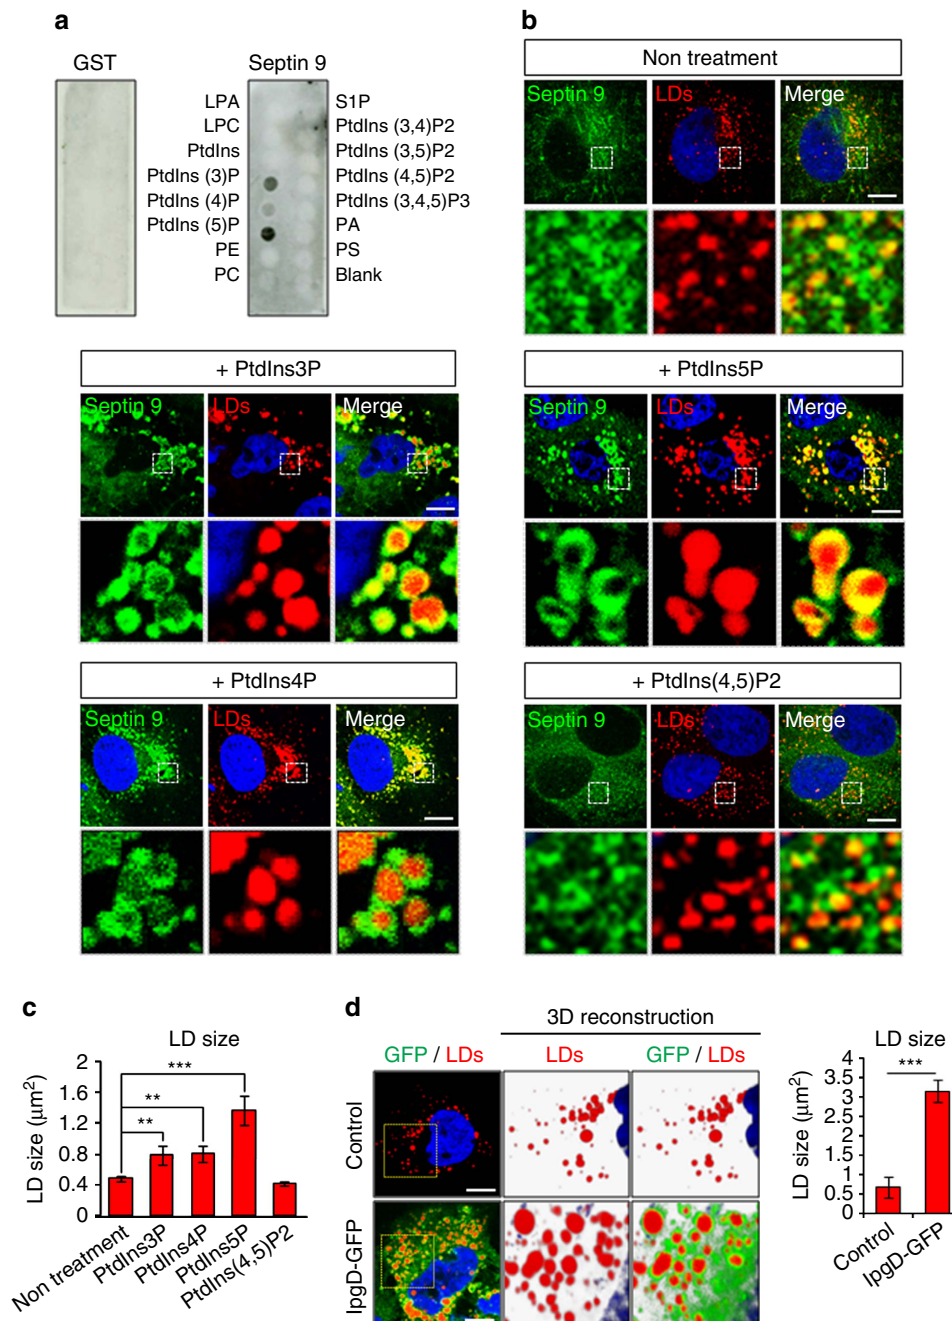 a
GST
Septin 9
LPA
LPC
PtdIns
PtdIns (3)P
PtdIns (4)P
PtdIns (5)P
PE
PC
S1P
PtdIns (3,4)P2
PtdIns (3,5)P2
PtdIns (4,5)P2
PtdIns (3,4,5)P3
PA
PS
Blank
b
Non treatment
Septin 9
LDs
Merge
+ PtdIns3P
Septin 9
LDs
Merge
+ PtdIns5P
Septin 9
LDs
Merge
+ PtdIns4P
Septin 9
LDs
Merge
+ PtdIns(4,5)P2
Septin 9
LDs
Merge
c
LD size
LD size (μm²)
2
1.6
1.2
0.8
0.4
0
***
**
**
Non treatment
PtdIns3P
PtdIns4P
PtdIns5P
PtdIns(4,5)P2
d
3D reconstruction
GFP / LDs
LDs
GFP / LDs
Control
IpgD-GFP
LD size
LD size (μm²)
4
3.5
3
2.5
2
1.5
1
0.5
0
***
Control
IpgD-GFP